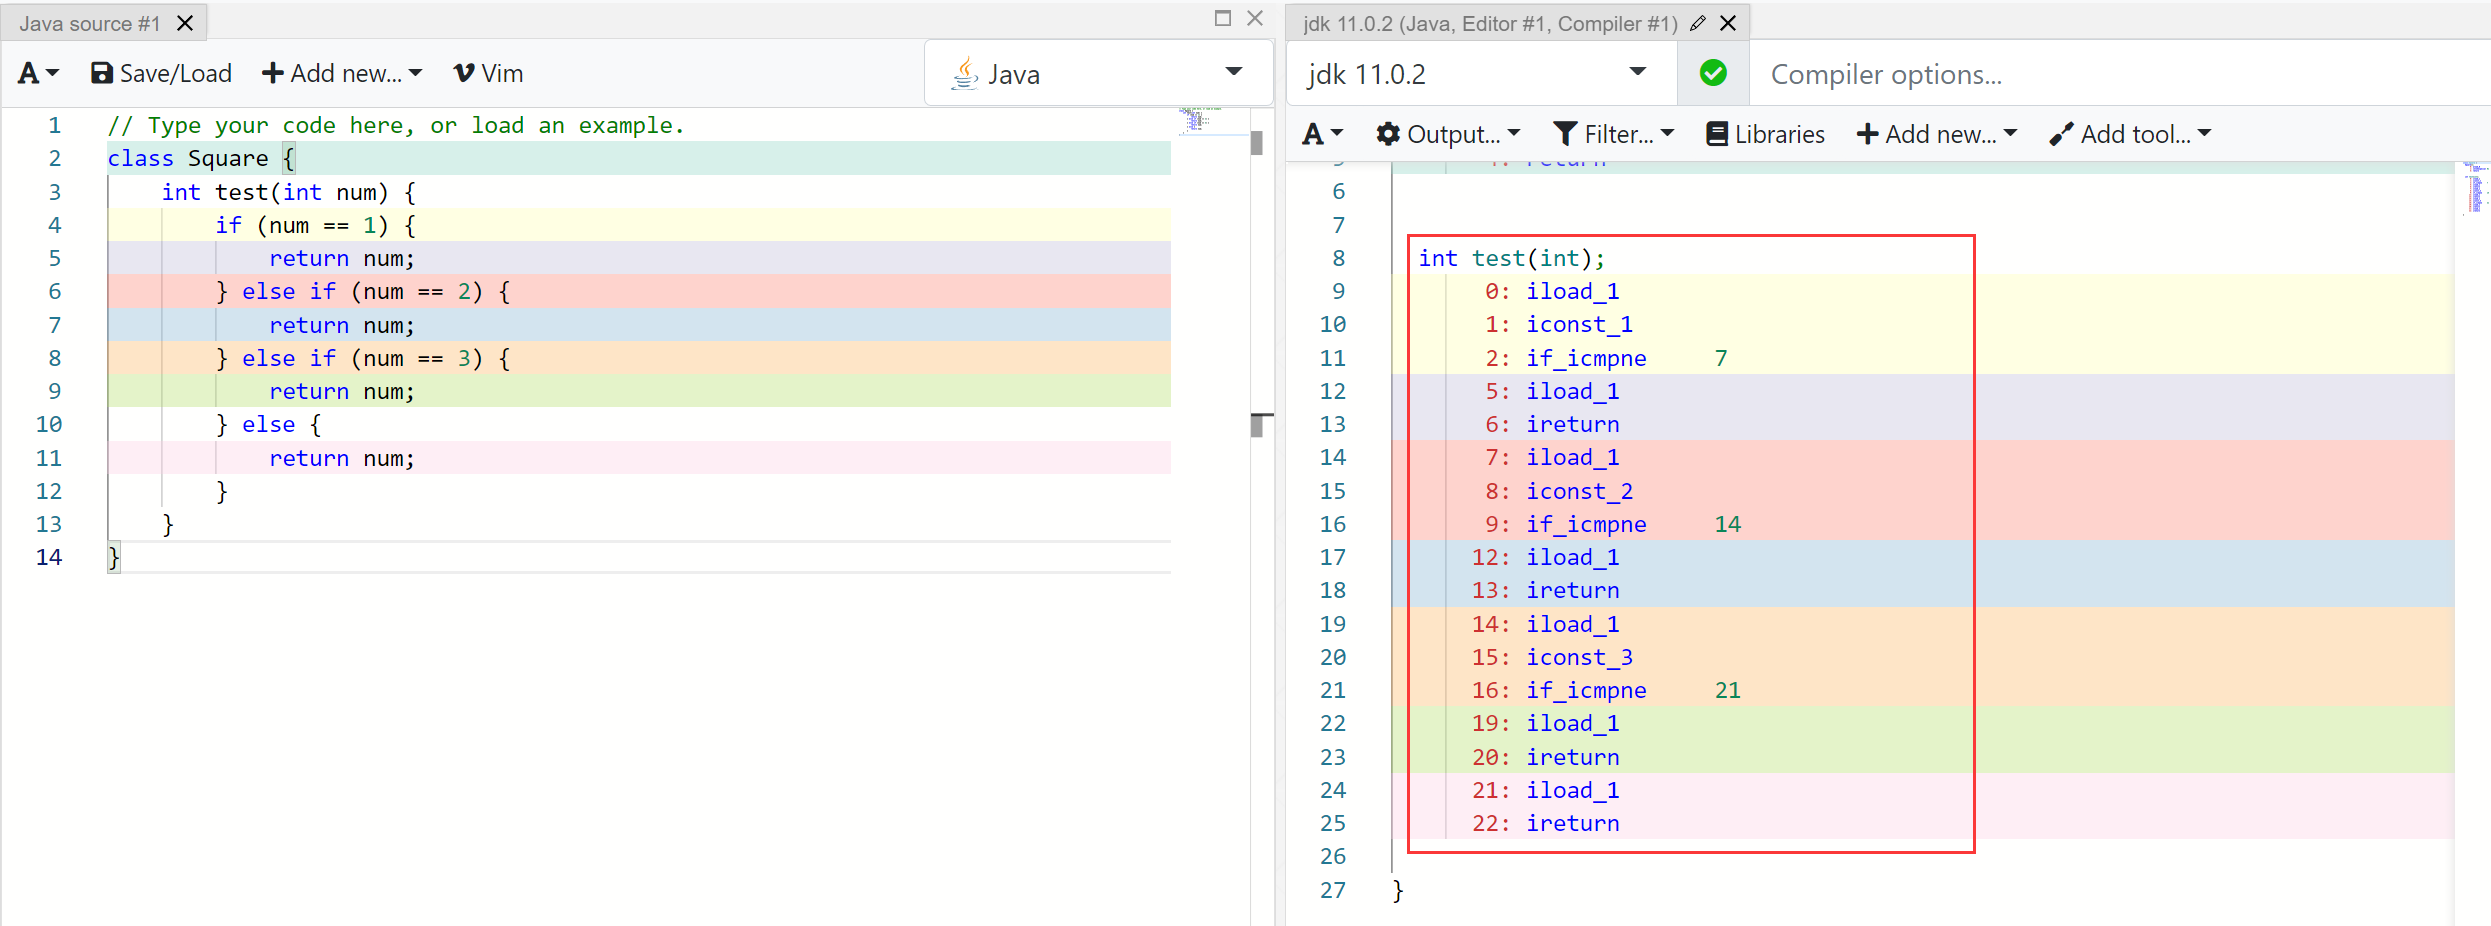 Java source #1
A Save/Load Add new... Vim
Java
1 // Type your code here, or load an example.
2 class Square {
3     int test(int num) {
4         if (num == 1) {
5             return num;
6         } else if (num == 2) {
7             return num;
8         } else if (num == 3) {
9             return num;
10         } else {
11             return num;
12         }
13     }
14 }
jdk 11.0.2 (Java, Editor #1, Compiler #1)
jdk 11.0.2
Compiler options...
A Output... Filter... Libraries Add new... Add tool...
6
7
8   int test(int);
9        0: iload_1
10        1: iconst_1
11        2: if_icmpne     7
12        5: iload_1
13        6: ireturn
14        7: iload_1
15        8: iconst_2
16        9: if_icmpne     14
17       12: iload_1
18       13: ireturn
19       14: iload_1
20       15: iconst_3
21       16: if_icmpne     21
22       19: iload_1
23       20: ireturn
24       21: iload_1
25       22: ireturn
26
27 }